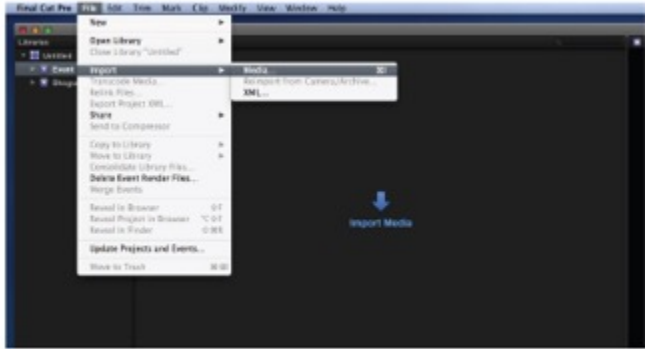 Final Cut Pro File Edit Trim Mark Clip Modify View Window Help
New
Open Library
Close Library "Untitled"
Import
Transcode Media...
Relink Files...
Export Project XML...
Share
Send to Compressor
Copy to Library
Move to Library
Consolidate Library Files...
Delete Event Render Files...
Merge Events
Reveal in Browser
Reveal Project in Browser
Reveal in Finder
Update Projects and Events...
Move to Trash
Media
Reimport from Camera/Archive...
XML...
Libraries
Untitled
Event
Import Media